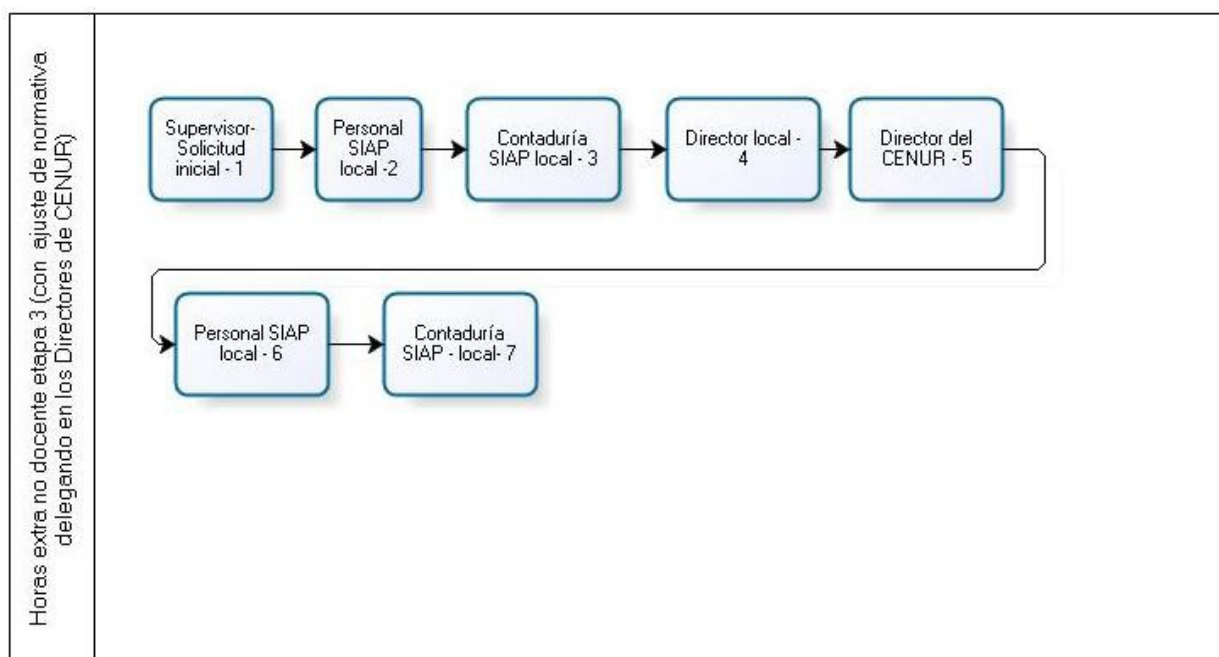 Horas extra no docente etapa 3 (con  ajuste de normativa
delegando en los Directores de CENUR)
Supervisor-
Solicitud
inicial - 1
Personal
SIAP
local -2
Contaduría
SIAP local - 3
Director local -
4
Director del
CENUR - 5
Personal SIAP
local - 6
Contaduría
SIAP - local- 7